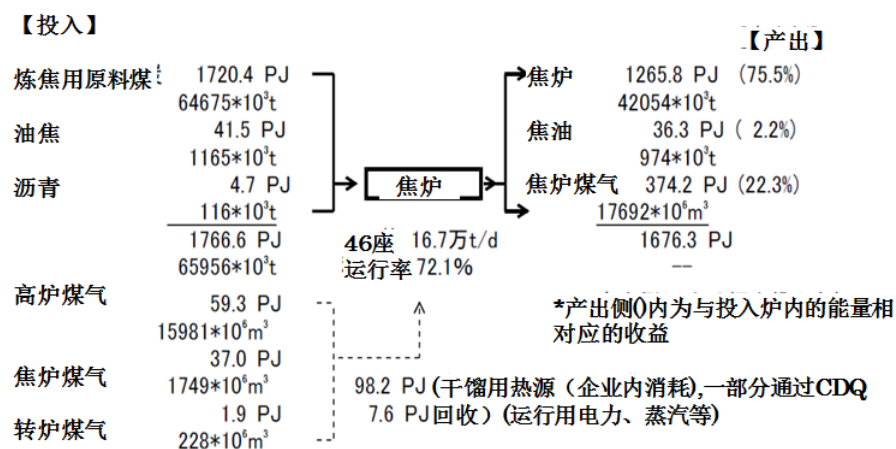 【投入】
【产出】
炼焦用原料煤 1720.4 PJ
64675*10³t
油焦 41.5 PJ
1165*10³t
沥青 4.7 PJ
116*10³t
1766.6 PJ
65956*10³t
焦炉
46座 16.7万t/d
运行率 72.1%
焦炉 1265.8 PJ (75.5%)
42054*10³t
焦油 36.3 PJ ( 2.2%)
974*10³t
焦炉煤气 374.2 PJ (22.3%)
17692*10⁶m³
1676.3 PJ
--
高炉煤气 59.3 PJ
15981*10⁶m³
焦炉煤气 37.0 PJ
1749*10⁶m³
转炉煤气 1.9 PJ
228*10⁶m³
*产出侧()内为与投入炉内的能量相
对应的收益
98.2 PJ (干馏用热源（企业内消耗),一部分通过CDQ
7.6 PJ 回收）(运行用电力、蒸汽等)